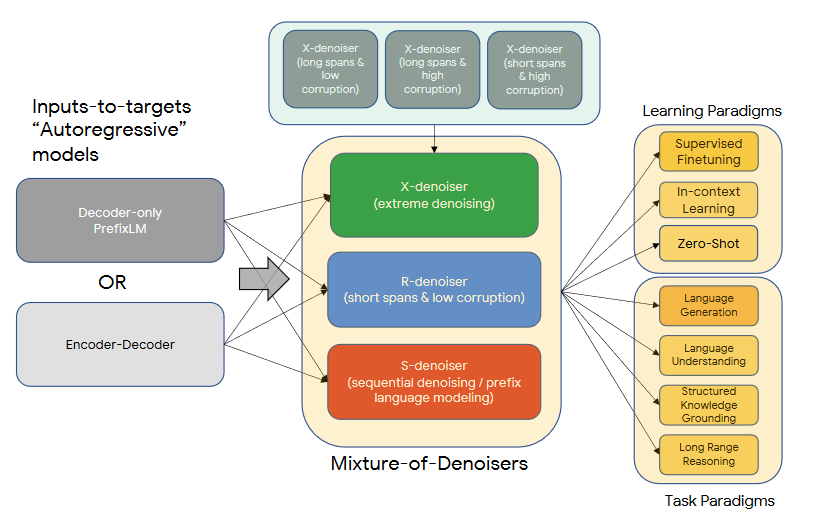 X-denoiser
(long spans &
low
corruption)
X-denoiser
(long spans &
high
corruption)
X-denoiser
(short spans
& high
corruption)
Inputs-to-targets
“Autoregressive”
models
Decoder-only
PrefixLM
OR
Encoder-Decoder
X-denoiser
(extreme denoising)
R-denoiser
(short spans & low corruption)
S-denoiser
(sequential denoising / prefix
language modeling)
Mixture-of-Denoisers
Learning Paradigms
Supervised
Finetuning
In-context
Learning
Zero-Shot
Language
Generation
Language
Understanding
Structured
Knowledge
Grounding
Long Range
Reasoning
Task Paradigms